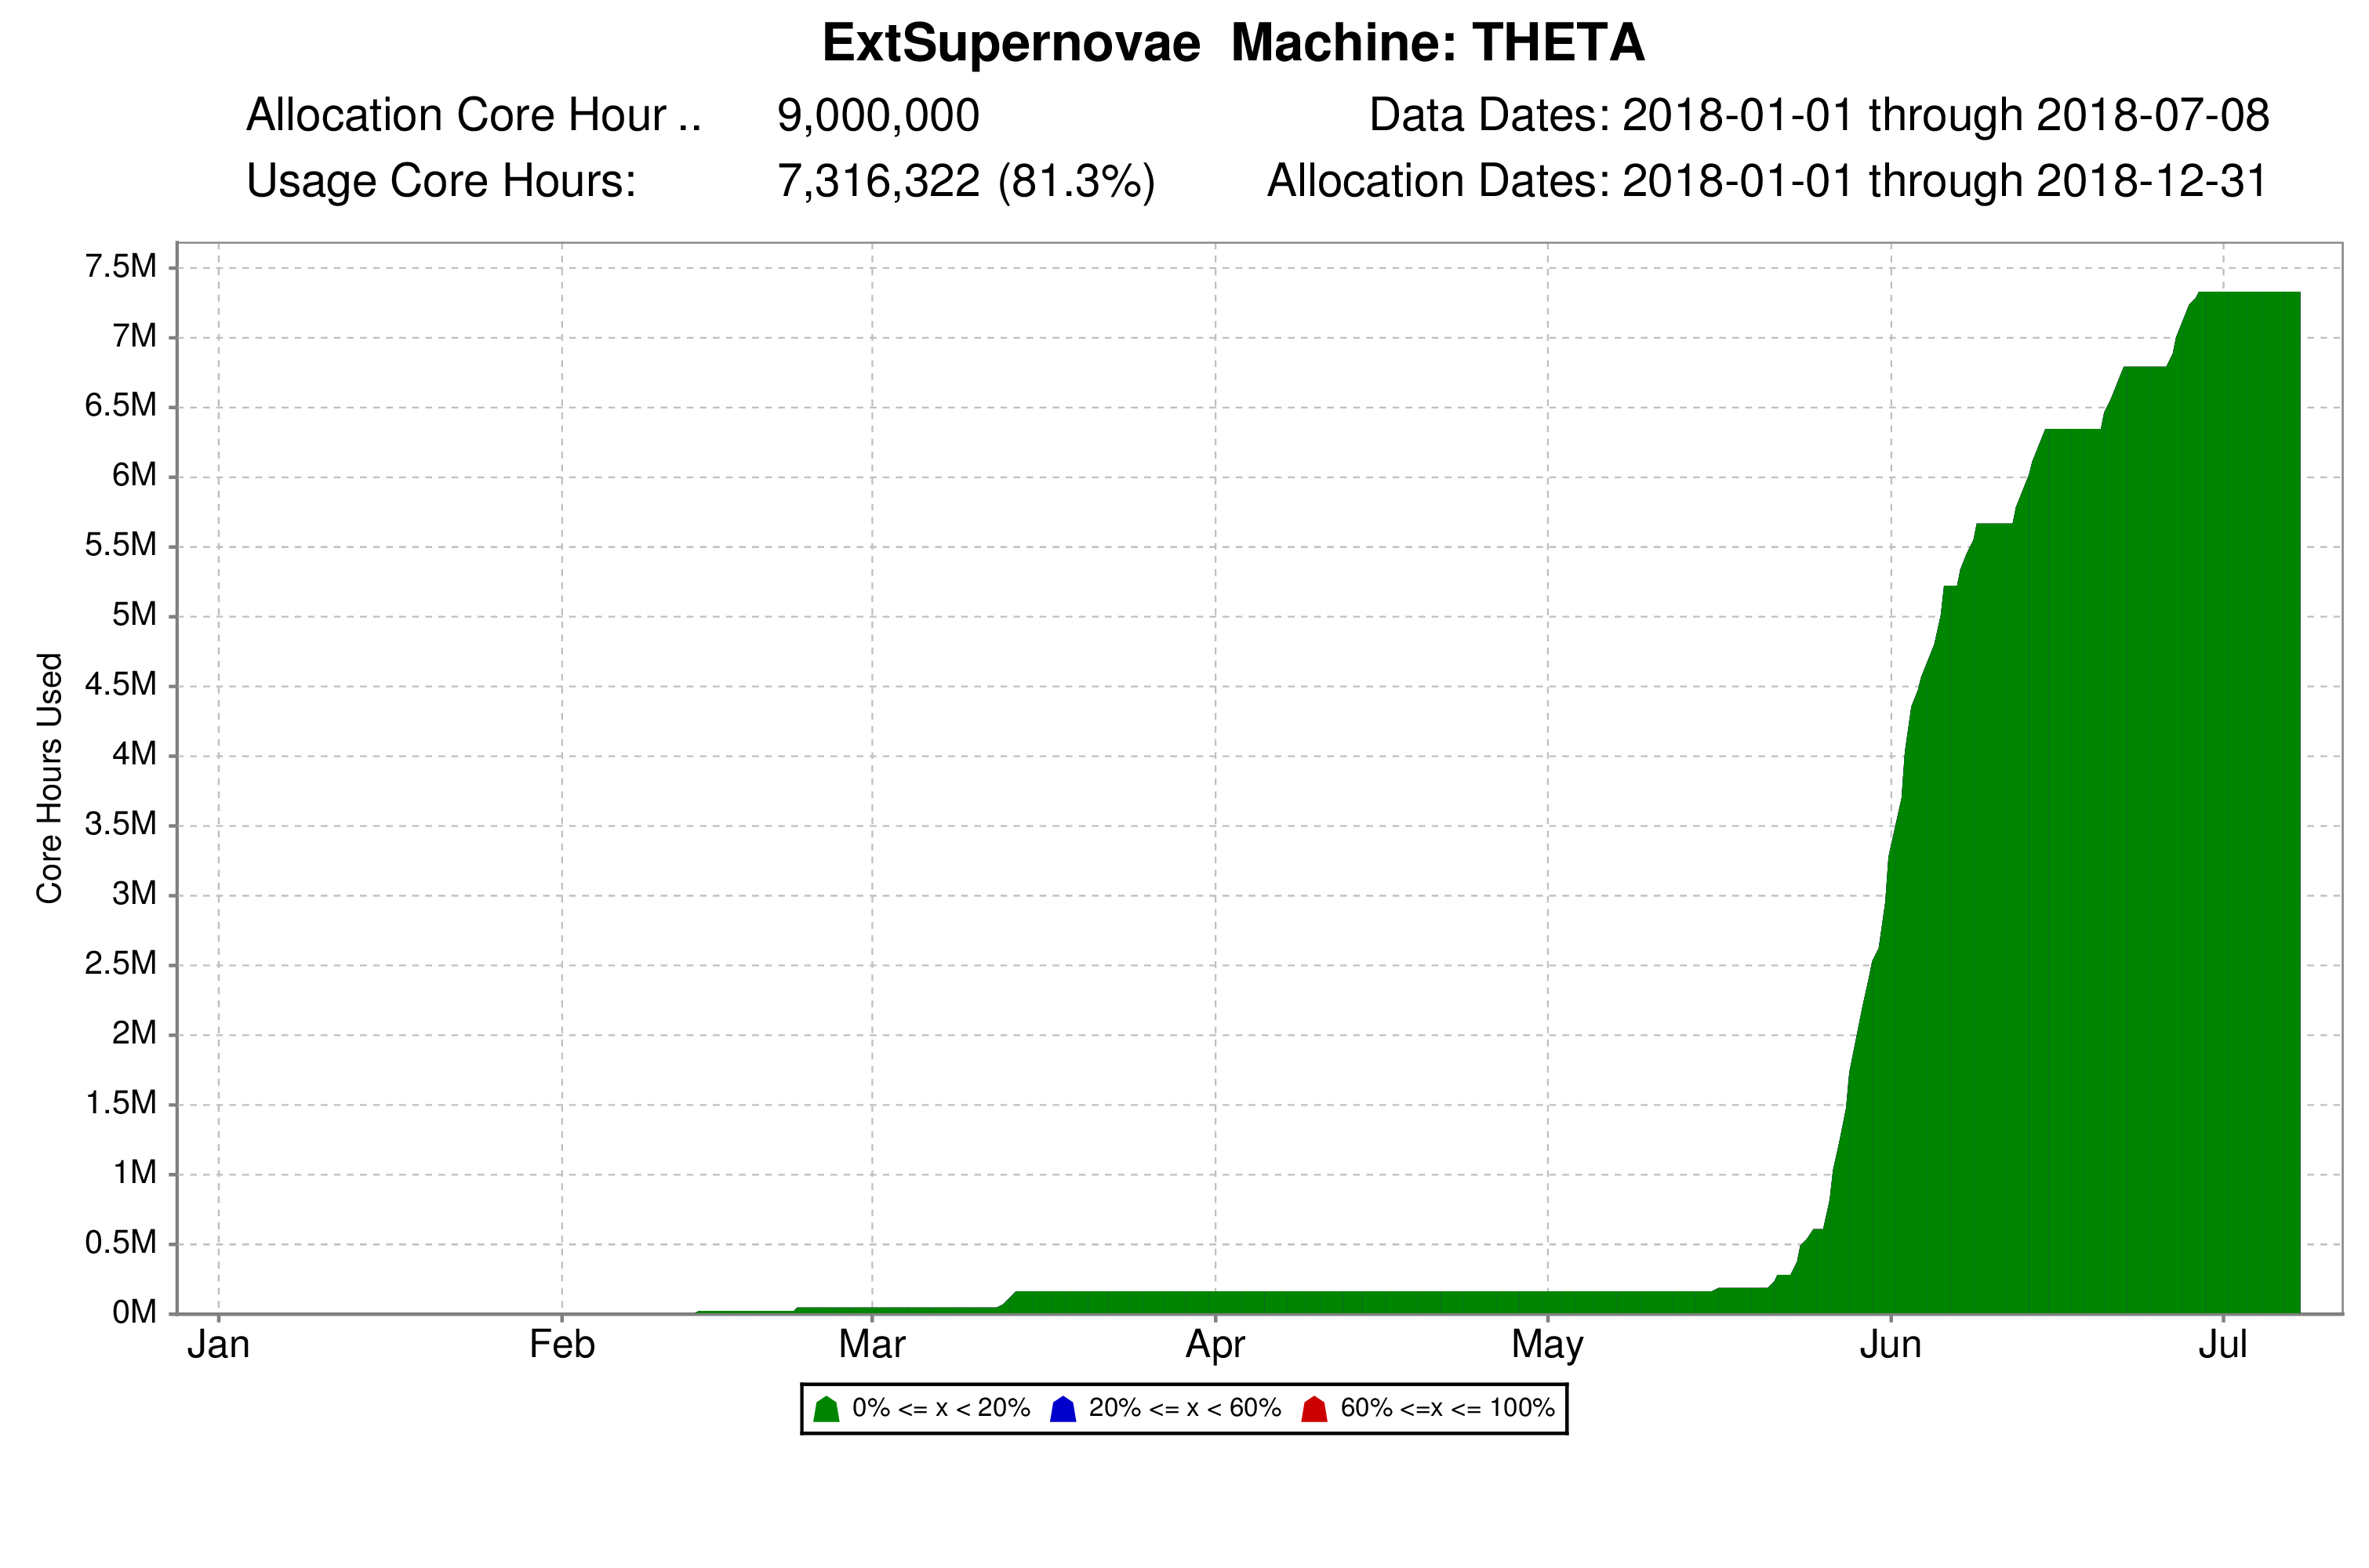 ExtSupernovae Machine: THETA
Allocation Core Hour .. 9,000,000 Data Dates: 2018-01-01 through 2018-07-08
Usage Core Hours: 7,316,322 (81.3%) Allocation Dates: 2018-01-01 through 2018-12-31
Core Hours Used
7.5M
7M
6.5M
6M
5.5M
5M
4.5M
4M
3.5M
3M
2.5M
2M
1.5M
1M
0.5M
0M
Jan Feb Mar Apr May Jun Jul
0% <= x < 20% 20% <= x < 60% 60% <=x <= 100%